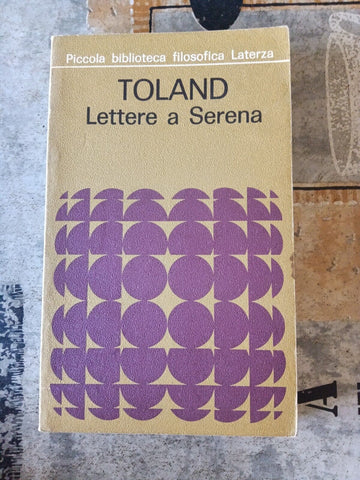 Piccola biblioteca filosofica Laterza
TOLAND
Lettere a Serena
A